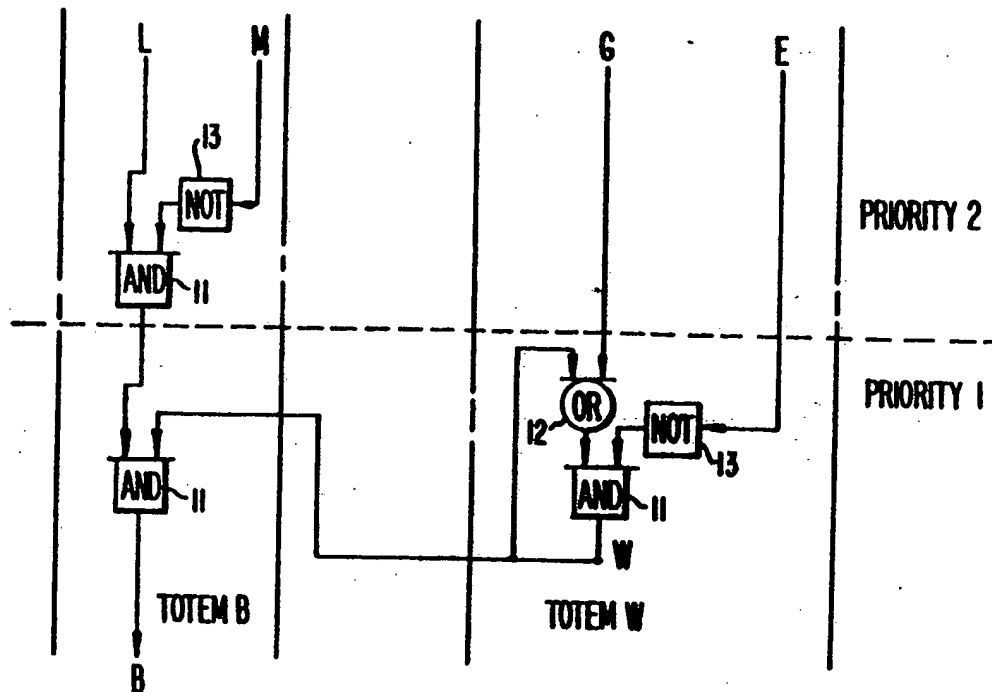 L M G E
13
NOT
PRIORITY 2
AND 11
PRIORITY 1
OR
12
NOT
13
AND 11
AND 11
W
TOTEM B
TOTEM W
B